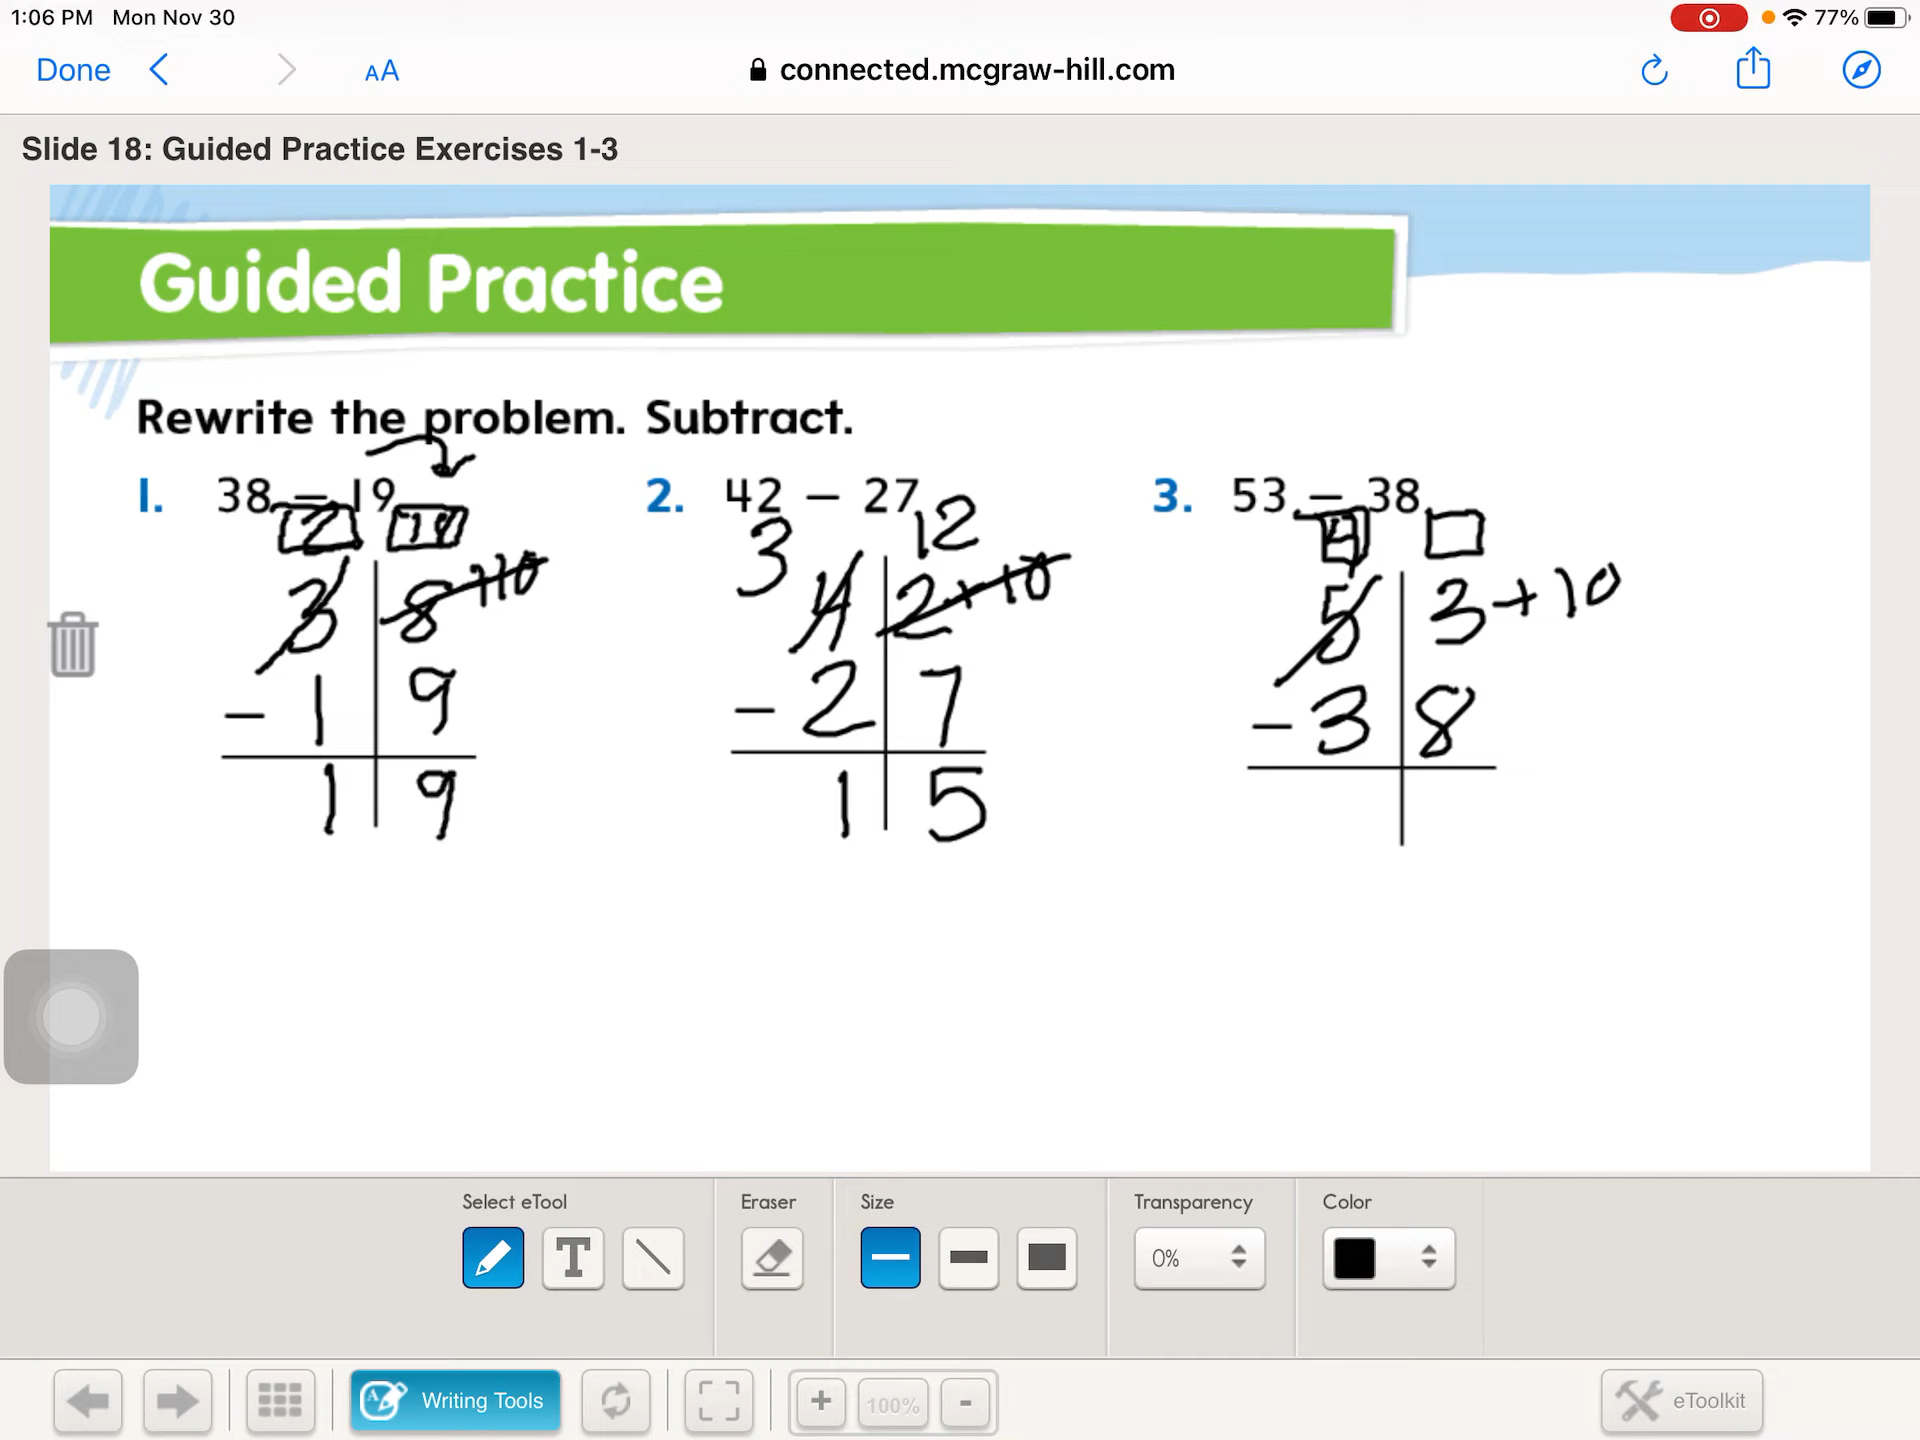 1:06 PM Mon Nov 30 77%
Done AA connected.mcgraw-hill.com
Slide 18: Guided Practice Exercises 1-3
Guided Practice
Rewrite the problem. Subtract.
1. 38 – 19 2. 42 – 27 3. 53 – 38
2 18 3 12 4
3 8 +10 4 2+10 5 3+10
- 1 9 - 2 7 - 3 8
1 9 1 5
Select eTool Eraser Size Transparency Color
T 0%
Writing Tools + 100% - eToolkit